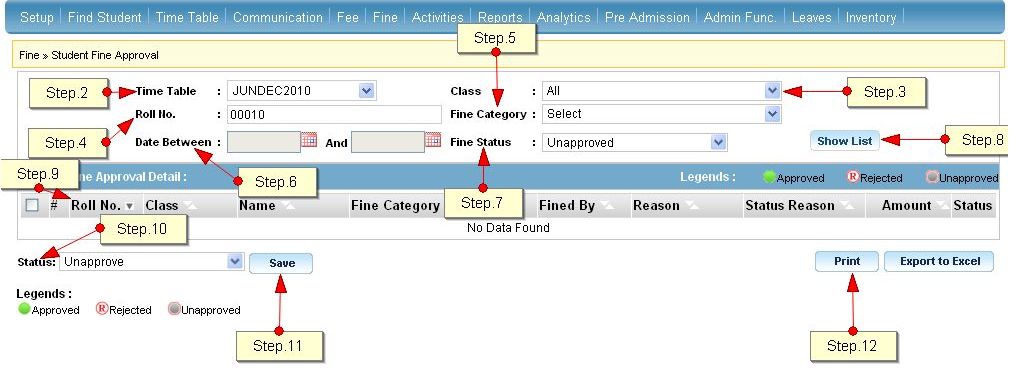 Setup Find Student Time Table Communication Fee Fine Activities Reports Analytics Pre Admission Admin Func. Leaves Inventory
Step.5
Fine » Student Fine Approval
Step.2 Time Table : JUNDEC2010 Class : All Step.3
Roll No. : 00010 Fine Category : Select
Step.4 Date Between : And Fine Status : Unapproved Show List Step.8
Step.9 ne Approval Detail : Step.6 Legends : Approved Rejected Unapproved
# Roll No. Class Name Fine Category Step.7 Fined By Reason Status Reason Amount Status
Step.10 No Data Found
Status: Unapprove Save Print Export to Excel
Legends :
Approved R Rejected Unapproved
Step.11 Step.12